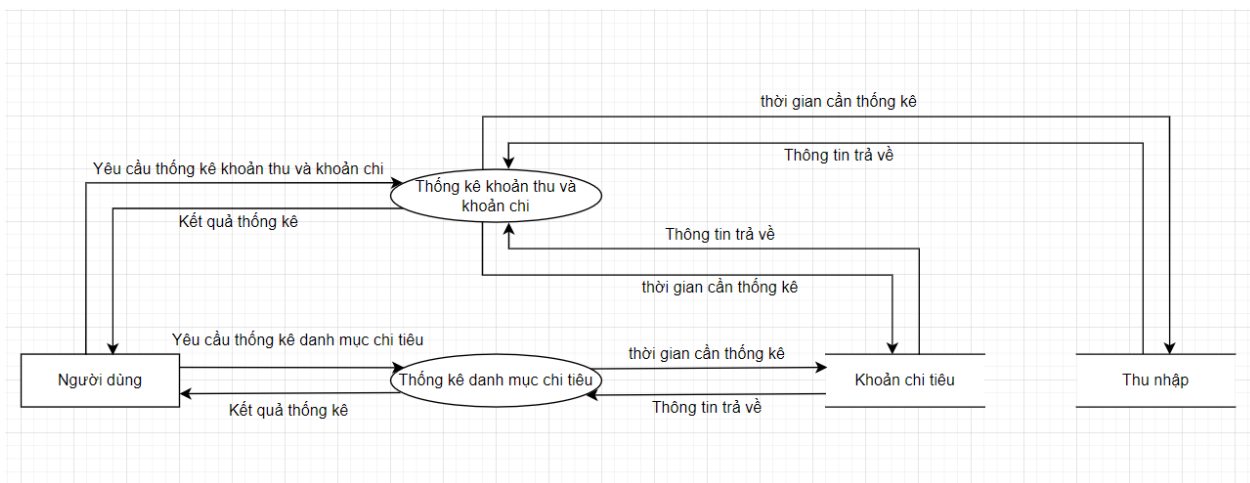 thời gian cần thống kê
Thông tin trả về
Yêu cầu thống kê khoản thu và khoản chi
Thống kê khoản thu và
khoản chi
Kết quả thống kê
Thông tin trả về
thời gian cần thống kê
Yêu cầu thống kê danh mục chi tiêu
thời gian cần thống kê
Người dùng
Thống kê danh mục chi tiêu
Khoản chi tiêu
Thu nhập
Kết quả thống kê
Thông tin trả về